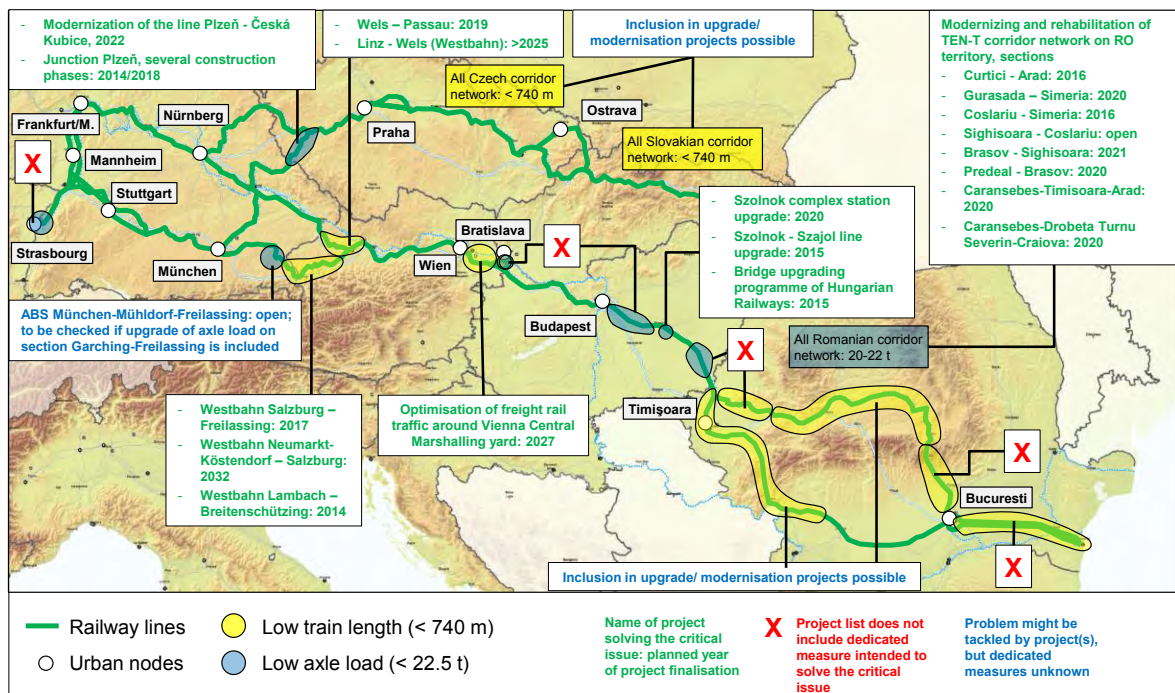 - Modernization of the line Plzeň - Česká
Kubice, 2022
- Junction Plzeň, several construction
phases: 2014/2018
- Wels – Passau: 2019
- Linz - Wels (Westbahn): >2025
Inclusion in upgrade/
modernisation projects possible
Modernizing and rehabilitation of
TEN-T corridor network on RO
territory, sections
- Curtici - Arad: 2016
- Gurasada – Simeria: 2020
- Coslariu - Simeria: 2016
- Sighisoara - Coslariu: open
- Brasov - Sighisoara: 2021
- Predeal - Brasov: 2020
- Caransebes-Timisoara-Arad:
2020
- Caransebes-Drobeta Turnu
Severin-Craiova: 2020
All Czech corridor
network: < 740 m
Ostrava
All Slovakian corridor
network: < 740 m
Frankfurt/M.
Nürnberg
Praha
X
Mannheim
Stuttgart
Strasbourg
München
Wien
Bratislava
X
- Szolnok complex station
upgrade: 2020
- Szolnok - Szajol line
upgrade: 2015
- Bridge upgrading
programme of Hungarian
Railways: 2015
ABS München-Mühldorf-Freilassing: open;
to be checked if upgrade of axle load on
section Garching-Freilassing is included
Budapest
X
All Romanian corridor
network: 20-22 t
- Westbahn Salzburg –
Freilassing: 2017
- Westbahn Neumarkt-
Köstendorf – Salzburg:
2032
- Westbahn Lambach –
Breitenschützing: 2014
Optimisation of freight rail
traffic around Vienna Central
Marshalling yard: 2027
Timişoara
X
Bucuresti
X
Inclusion in upgrade/ modernisation projects possible
Railway lines
Urban nodes
Low train length (< 740 m)
Low axle load (< 22.5 t)
Name of project
solving the critical
issue: planned year
of project finalisation
X Project list does not
include dedicated
measure intended to
solve the critical
issue
Problem might be
tackled by project(s),
but dedicated
measures unknown